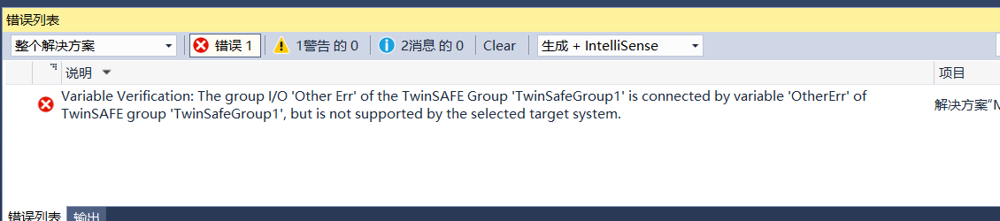 错误列表
整个解决方案 错误 1 1警告 的 0 2消息 的 0 Clear 生成 + IntelliSense
说明 项目
Variable Verification: The group I/O 'Other Err' of the TwinSAFE Group 'TwinSafeGroup1' is connected by variable 'OtherErr' of
TwinSAFE group 'TwinSafeGroup1', but is not supported by the selected target system.
解决方案"N
错误列表 输出